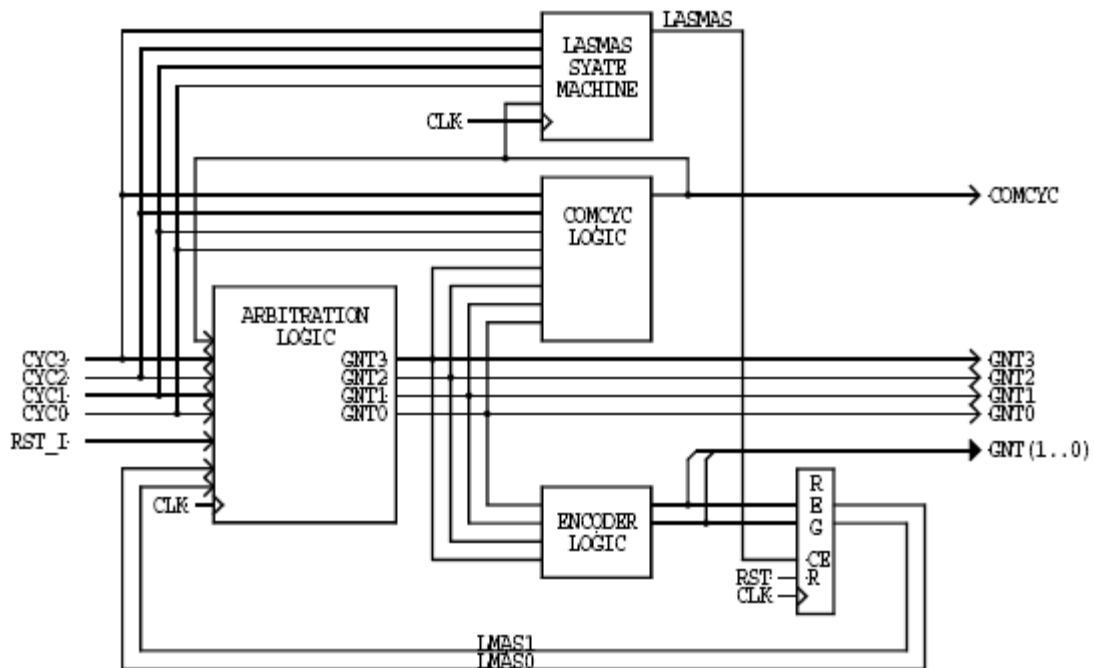 LASMAS
LASMAS
SYATE
MACHINE
CLK
COMCYC
LOGIC
COMCYC
ARBITRATION
LOGIC
CYC3
CYC2
CYC1
CYC0
RST_I
CLK
GNT3
GNT2
GNT1
GNT0
GNT3
GNT2
GNT1
GNT0
GNT(1..0)
ENCODER
LOGIC
R
E
G
CE
RST
R
CLK
LMAS1
LMAS0